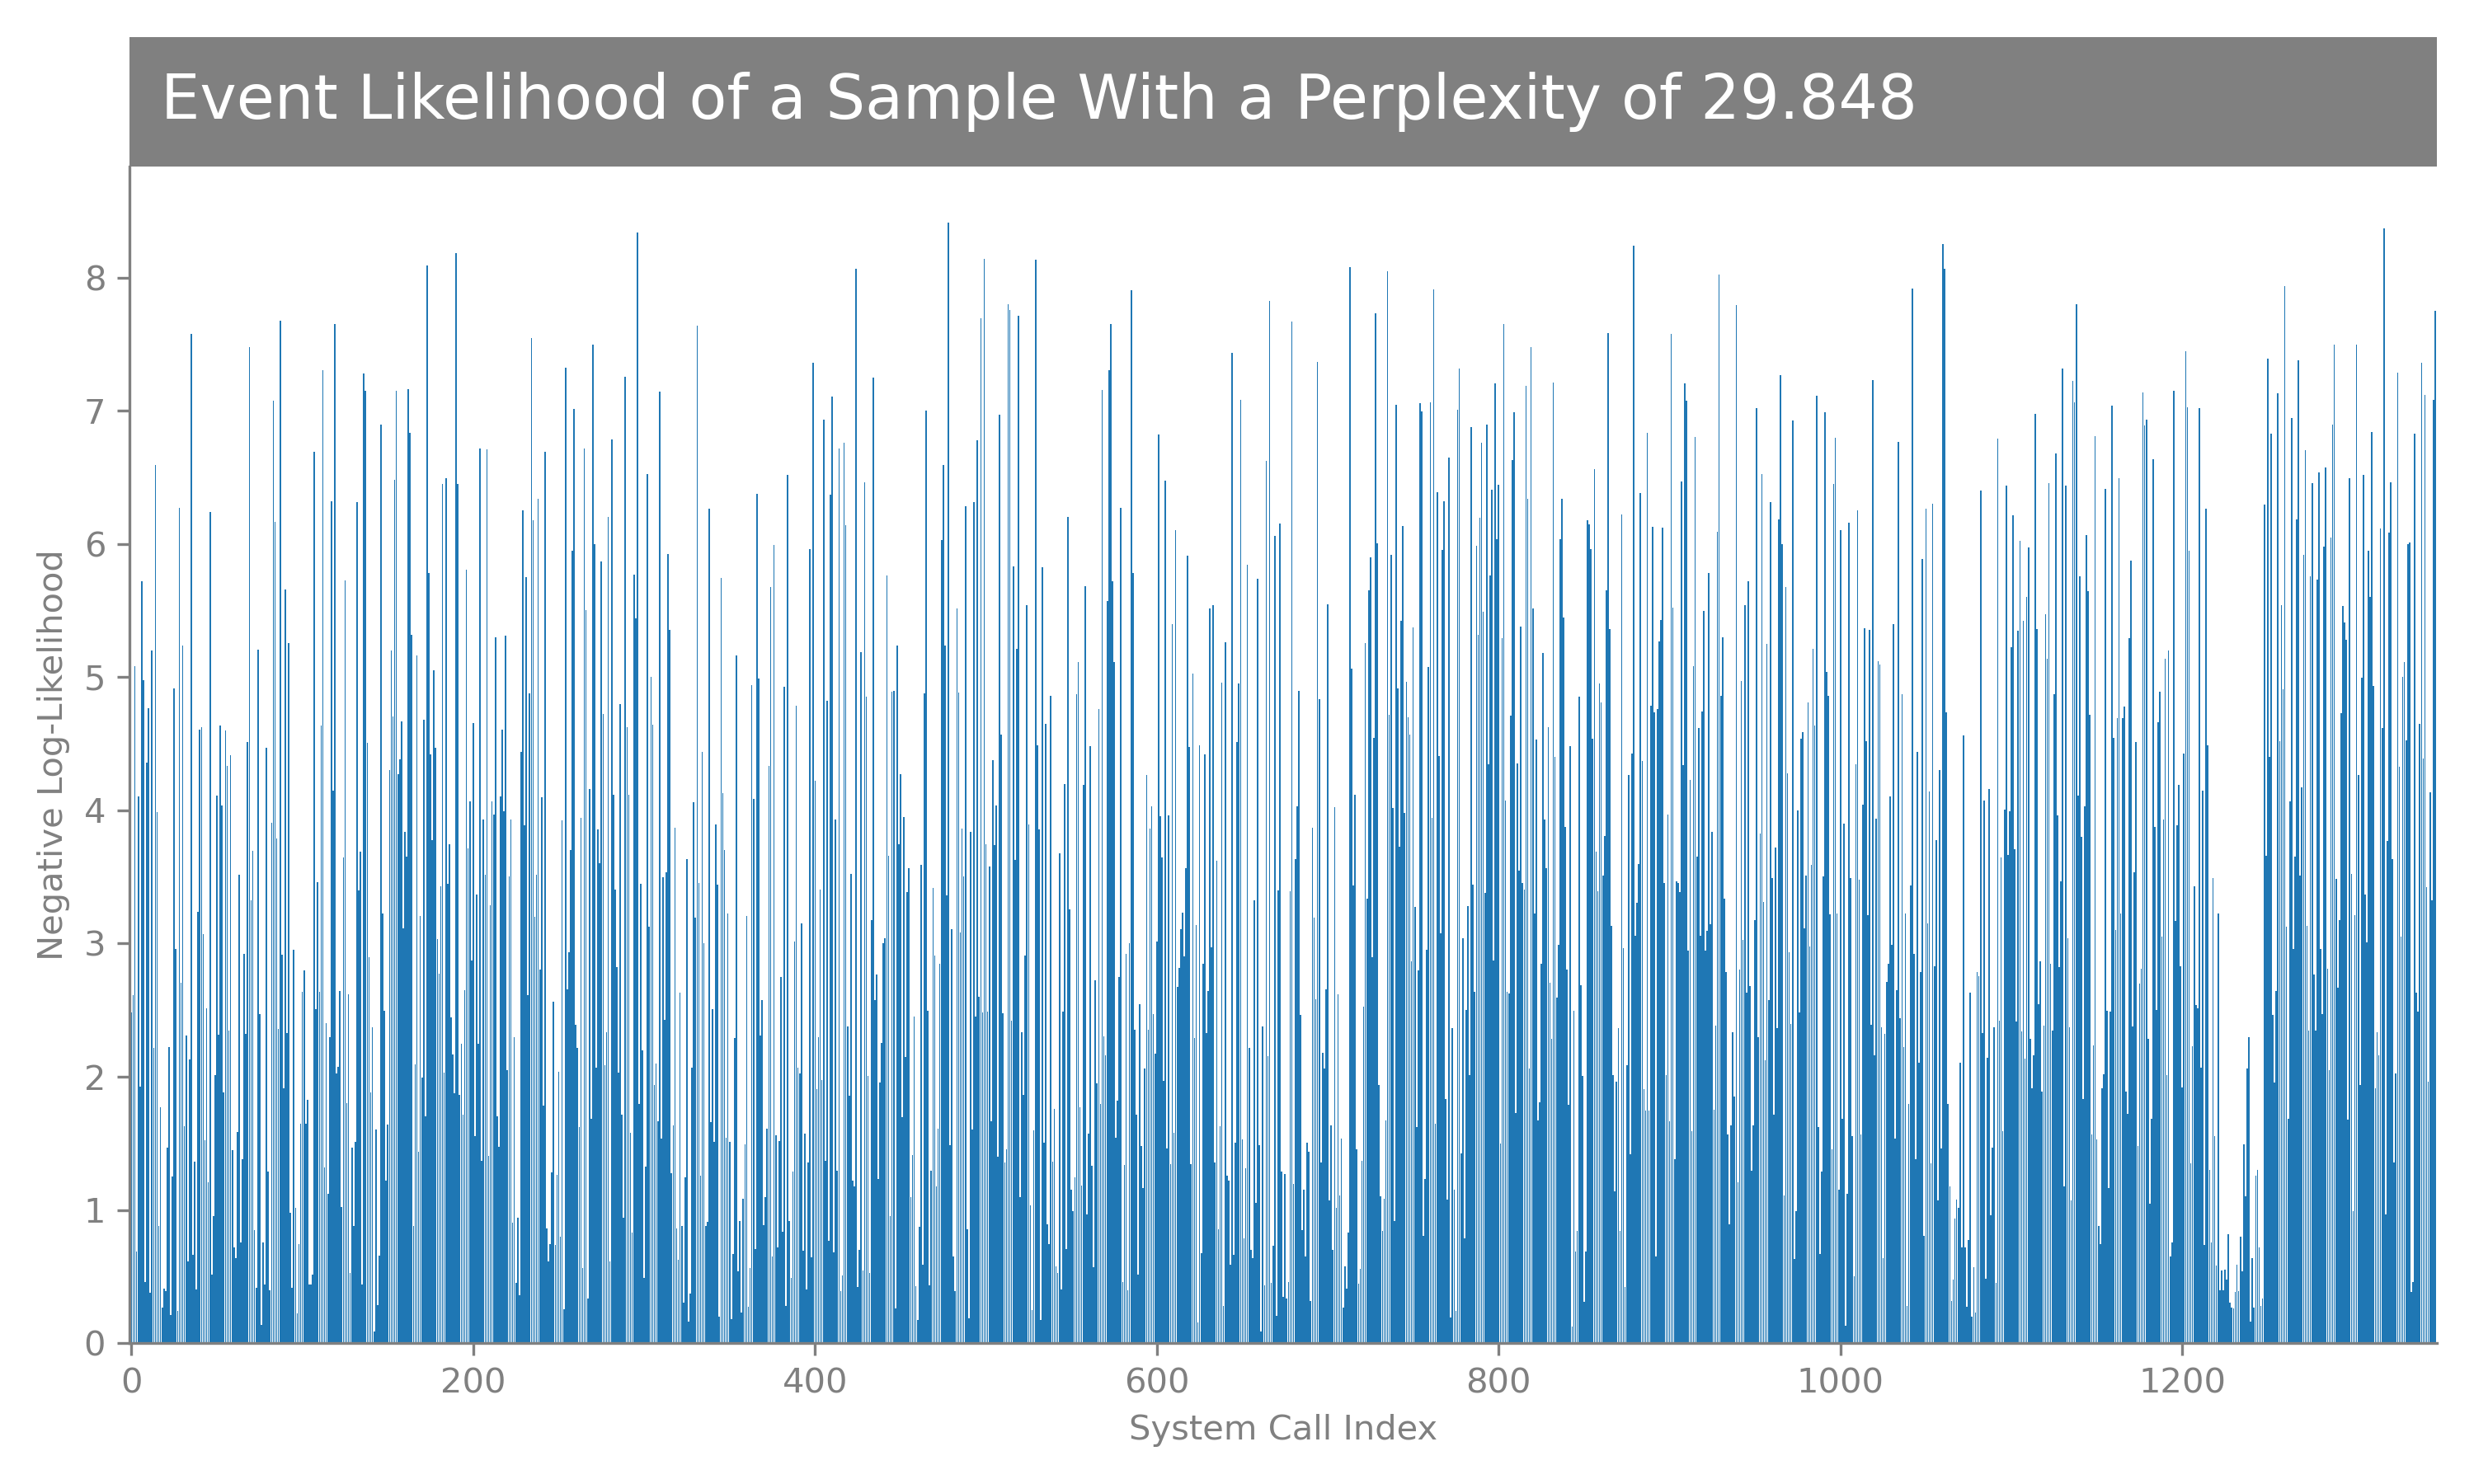 Event Likelihood of a Sample With a Perplexity of 29.848
8
7
6
5
4
3
2
1
0
Negative Log-Likelihood
0 200 400 600 800 1000 1200
System Call Index